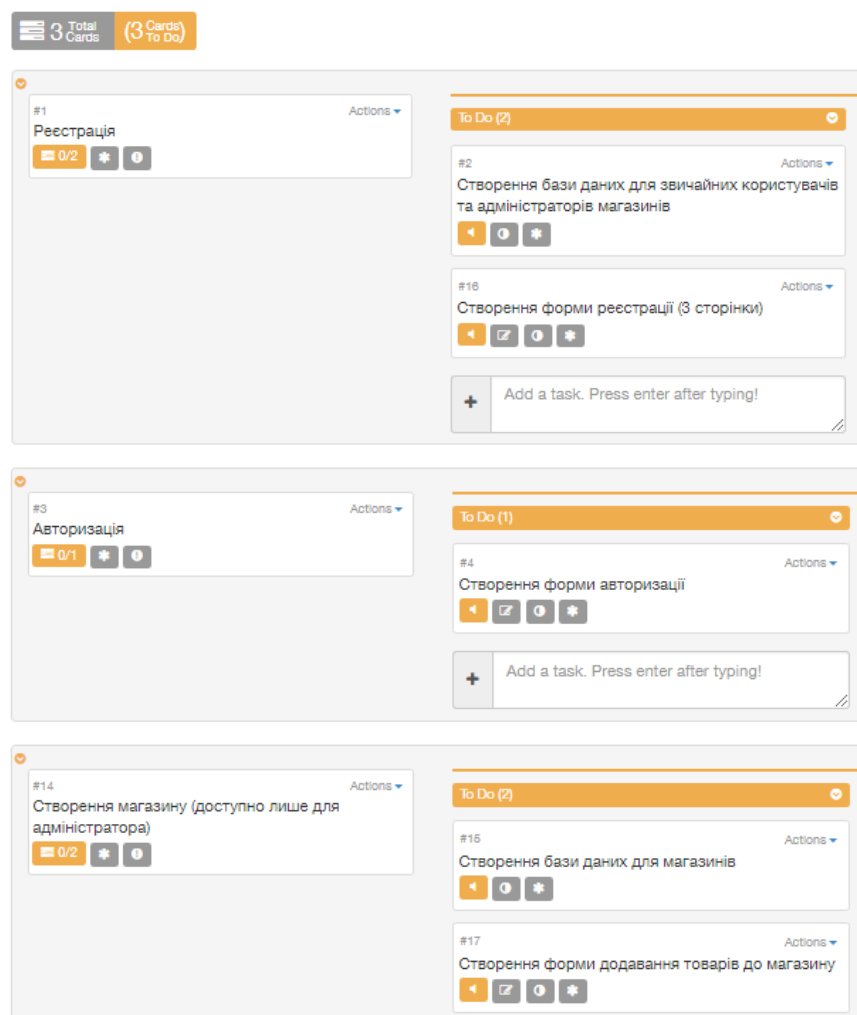 3 Total Cards (3 Cards To Do)
#1 Actions
Реєстрація
0/2
To Do (2)
#2 Actions
Створення бази даних для звичайних користувачів
та адміністраторів магазинів
#16 Actions
Створення форми реєстрації (3 сторінки)
Add a task. Press enter after typing!
#3 Actions
Авторизація
0/1
To Do (1)
#4 Actions
Створення форми авторизації
Add a task. Press enter after typing!
#14 Actions
Створення магазину (доступно лише для
адміністратора)
0/2
To Do (2)
#15 Actions
Створення бази даних для магазинів
#17 Actions
Створення форми додавання товарів до магазину